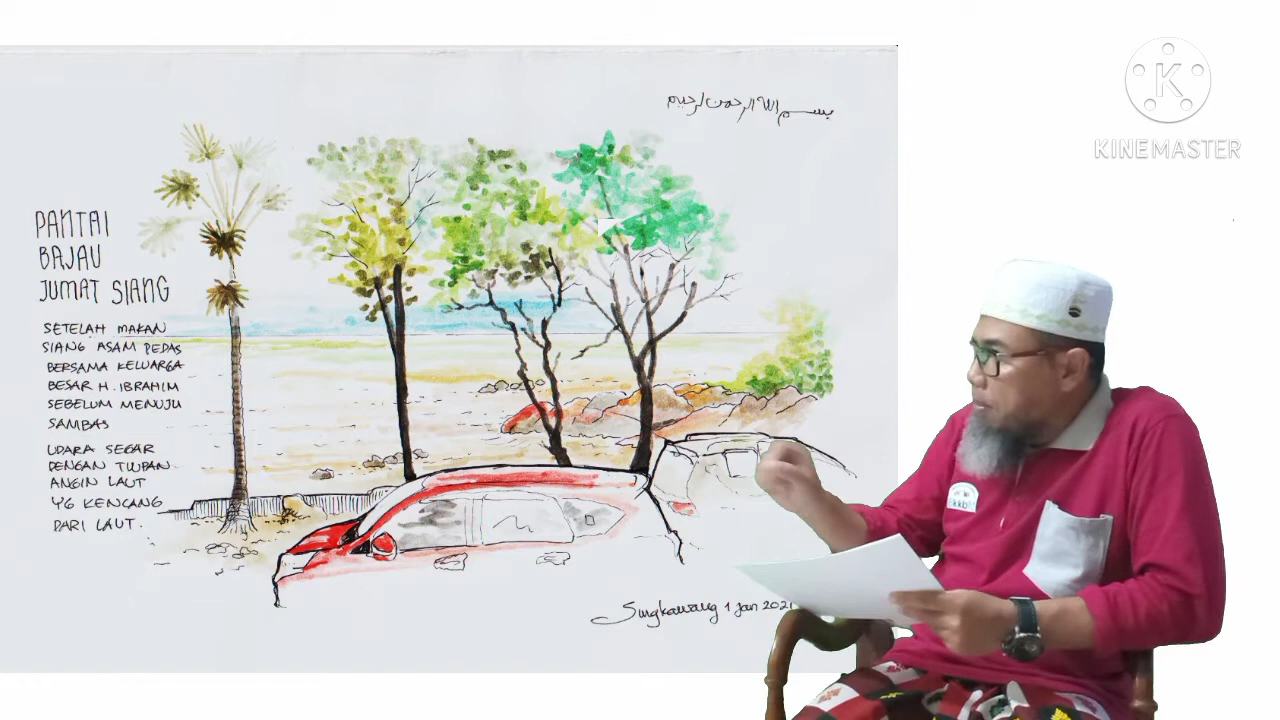 بسم الله الرحمن الرحيم
KINEMASTER
PANTAI
BAJAU
JUMAT SIANG
SETELAH MAKAN
SIANG ASAM PEDAS
BERSAMA KELUARGA
BESAR H. IBRAHIM
SEBELUM MENUJU
SAMBAS
UDARA SEGAR
DENGAN TIUPAN
ANGIN LAUT
YG KENCANG
DARI LAUT.
Singkawang 1 Jan 2021